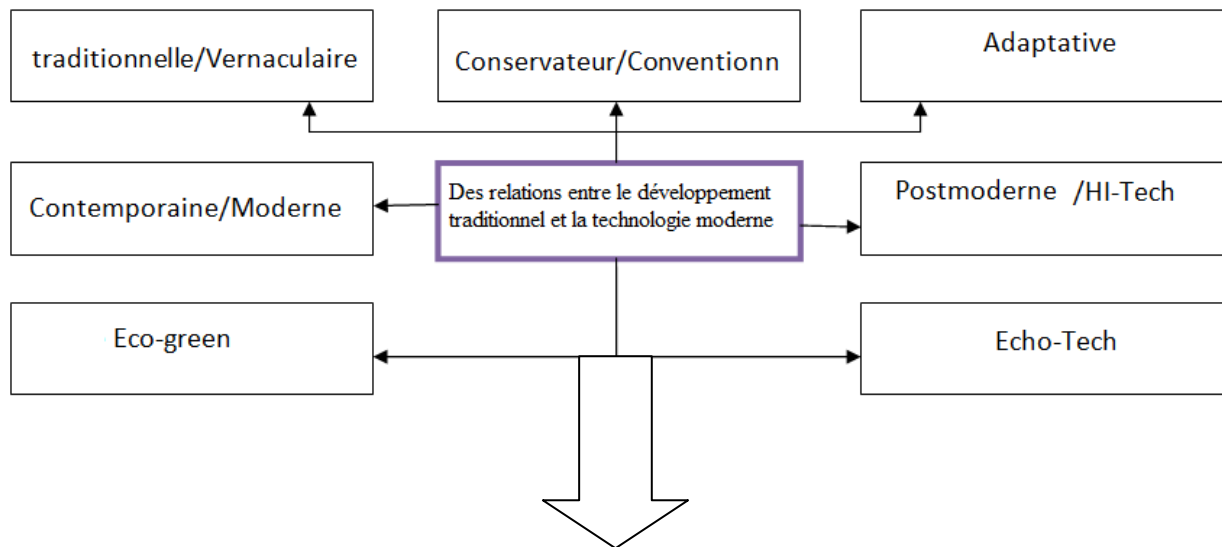 traditionnelle/Vernaculaire
Conservateur/Conventionn
Adaptative
Contemporaine/Moderne
Des relations entre le développement
traditionnel et la technologie moderne
Postmoderne /HI-Tech
Eco-green
Echo-Tech